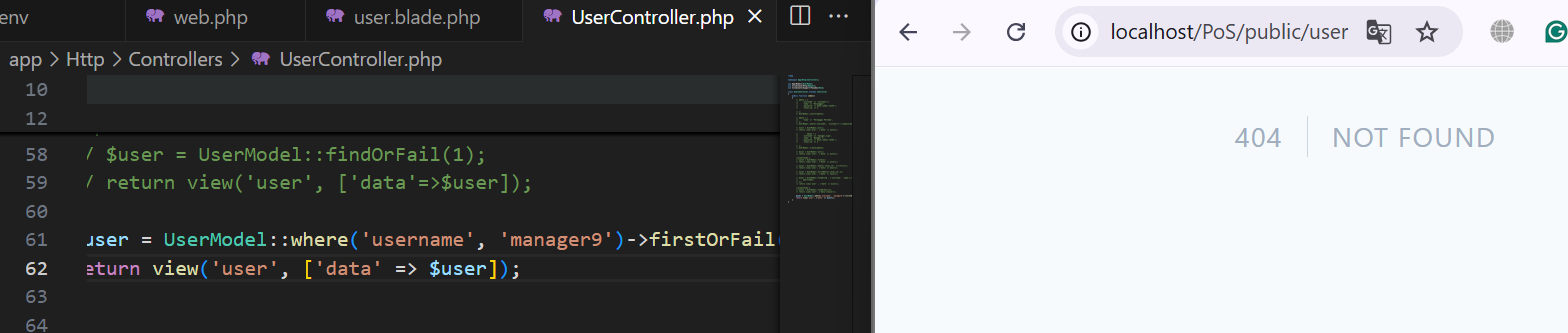 env
web.php
user.blade.php
UserController.php
app > Http > Controllers > UserController.php
10
12
58 / $user = UserModel::findOrFail(1);
59 / return view('user', ['data'=>$user]);
60
61 user = UserModel::where('username', 'manager9')->firstOrFail(
62 eturn view('user', ['data' => $user]);
63
64
localhost/PoS/public/user
404 | NOT FOUND